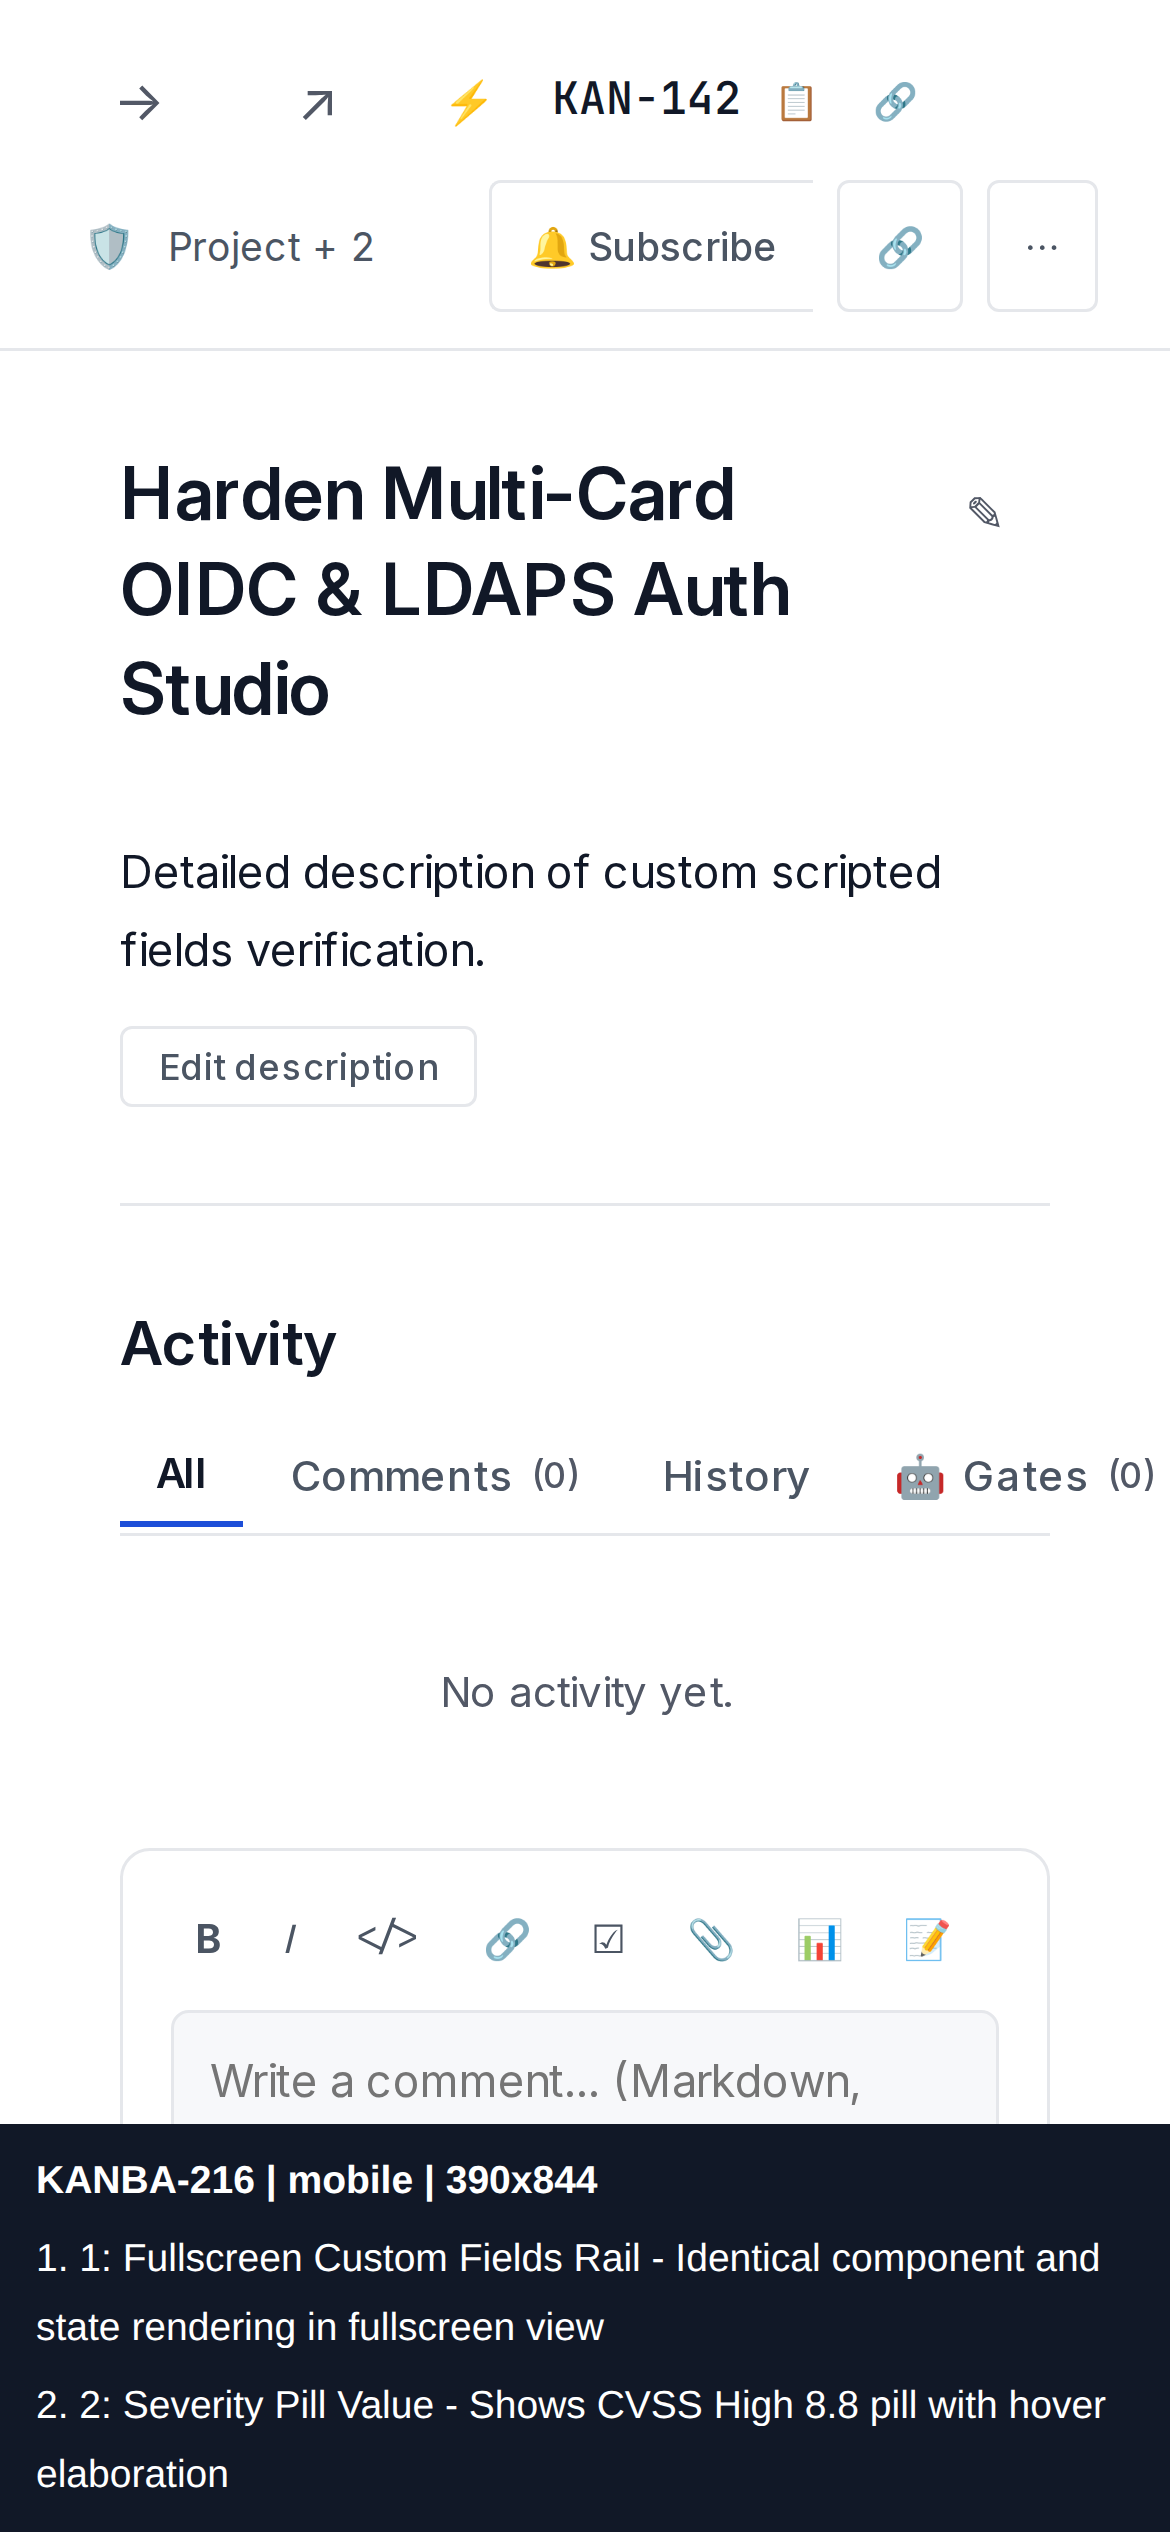 KAN-142
Project + 2
Subscribe
...
Harden Multi-Card
OIDC & LDAPS Auth
Studio
Detailed description of custom scripted
fields verification.
Edit description
Activity
All Comments (0) History Gates (0)
No activity yet.
B I </>
Write a comment... (Markdown,
KANBA-216 | mobile | 390x844
1. 1: Fullscreen Custom Fields Rail - Identical component and
state rendering in fullscreen view
2. 2: Severity Pill Value - Shows CVSS High 8.8 pill with hover
elaboration